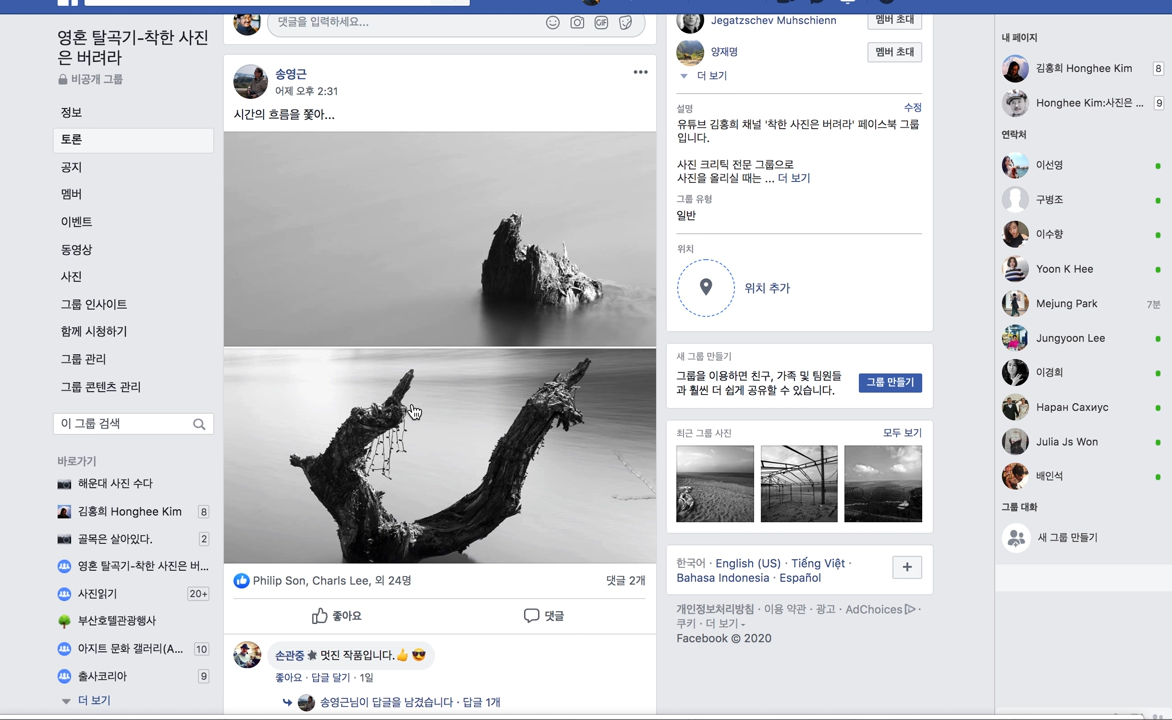 영혼 탈곡기-착한 사진
은 버려라
비공개 그룹
정보
토론
공지
멤버
이벤트
동영상
사진
그룹 인사이트
함께 시청하기
그룹 관리
그룹 콘텐츠 관리
이 그룹 검색
바로가기
해운대 사진 수다
김홍희 Honghee Kim 8
골목은 살아있다. 2
영혼 탈곡기-착한 사진은 버...
사진읽기 20+
부산호텔관광행사
아지트 문화 갤러리(A... 10
출사코리아 9
더 보기
댓글을 입력하세요...
GIF
송영근
어제 오후 2:31
시간의 흐름을 쫓아...
Philip Son, Charls Lee, 외 24명
댓글 2개
좋아요
댓글
손관중 멋진 작품입니다.👍😎
좋아요 · 답글 달기 · 1일
송영근님이 답글을 남겼습니다 · 답글 1개
Jegatzschev Muhschienn
멤버 초대
양재명
멤버 초대
더 보기
설명
수정
유튜브 김홍희 채널 '착한 사진은 버려라' 페이스북 그룹
입니다.
사진 크리틱 전문 그룹으로
사진을 올리실 때는 ... 더 보기
그룹 유형
일반
위치
위치 추가
새 그룹 만들기
그룹을 이용하면 친구, 가족 및 팀원들
과 훨씬 더 쉽게 공유할 수 있습니다.
그룹 만들기
최근 그룹 사진
모두 보기
한국어 · English (US) · Tiếng Việt ·
Bahasa Indonesia · Español
+
개인정보처리방침 · 이용 약관 · 광고 · AdChoices ·
쿠키 · 더 보기
Facebook © 2020
내 페이지
김홍희 Honghee Kim 8
Honghee Kim:사진은 ... 9
연락처
이선영
구병조
이수향
Yoon K Hee
Mejung Park 7분
Jungyoon Lee
이경희
Наран Сахиус
Julia Js Won
배인석
그룹 대화
새 그룹 만들기